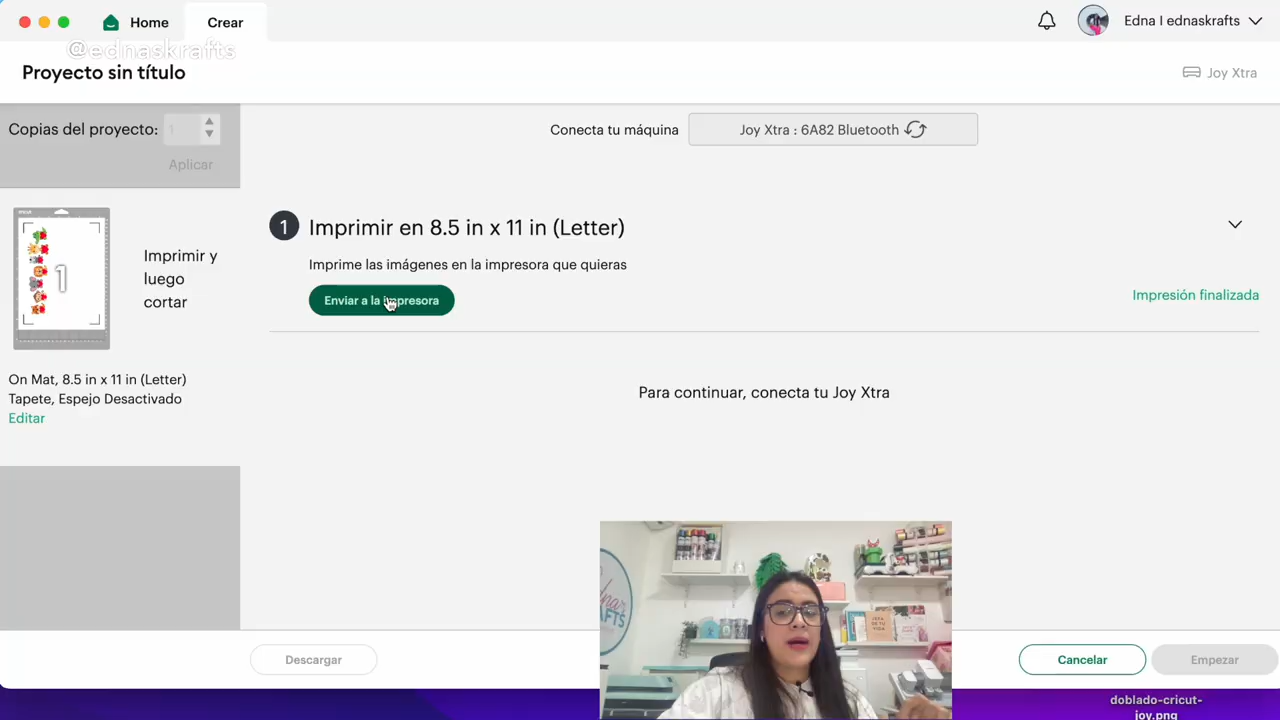 Home
Crear
Edna I ednaskrafts
@ednaskrafts
Proyecto sin título
Joy Xtra
Copias del proyecto: 1
Aplicar
Conecta tu máquina
Joy Xtra : 6A82 Bluetooth
1
Imprimir y
luego
cortar
On Mat, 8.5 in x 11 in (Letter)
Tapete, Espejo Desactivado
Editar
1 Imprimir en 8.5 in x 11 in (Letter)
Imprime las imágenes en la impresora que quieras
Enviar a la impresora
Impresión finalizada
Para continuar, conecta tu Joy Xtra
Descargar
Cancelar
Empezar
doblado-cricut-
joy.png